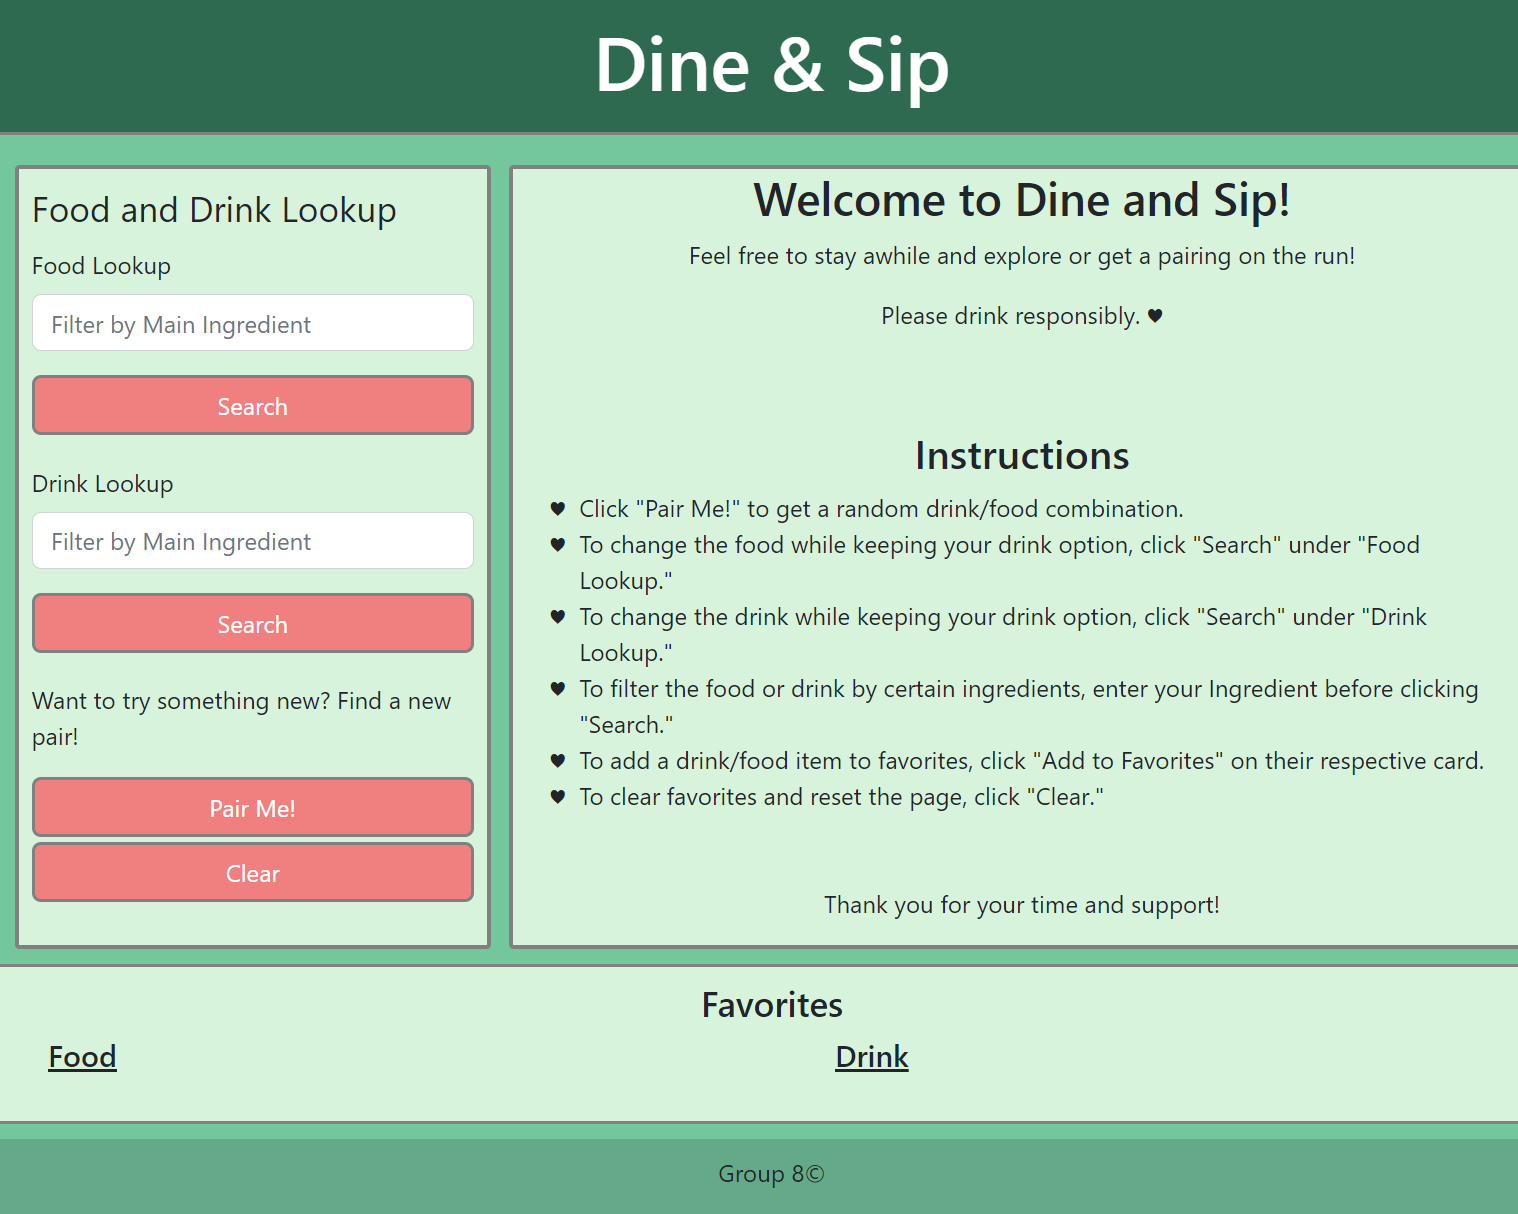 Dine & Sip
Food and Drink Lookup
Food Lookup
Filter by Main Ingredient
Search
Drink Lookup
Filter by Main Ingredient
Search
Want to try something new? Find a new
pair!
Pair Me!
Clear
Welcome to Dine and Sip!
Feel free to stay awhile and explore or get a pairing on the run!
Please drink responsibly. ♥
Instructions
♥ Click "Pair Me!" to get a random drink/food combination.
♥ To change the food while keeping your drink option, click "Search" under "Food
Lookup."
♥ To change the drink while keeping your drink option, click "Search" under "Drink
Lookup."
♥ To filter the food or drink by certain ingredients, enter your Ingredient before clicking
"Search."
♥ To add a drink/food item to favorites, click "Add to Favorites" on their respective card.
♥ To clear favorites and reset the page, click "Clear."
Thank you for your time and support!
Favorites
Food
Drink
Group 8©